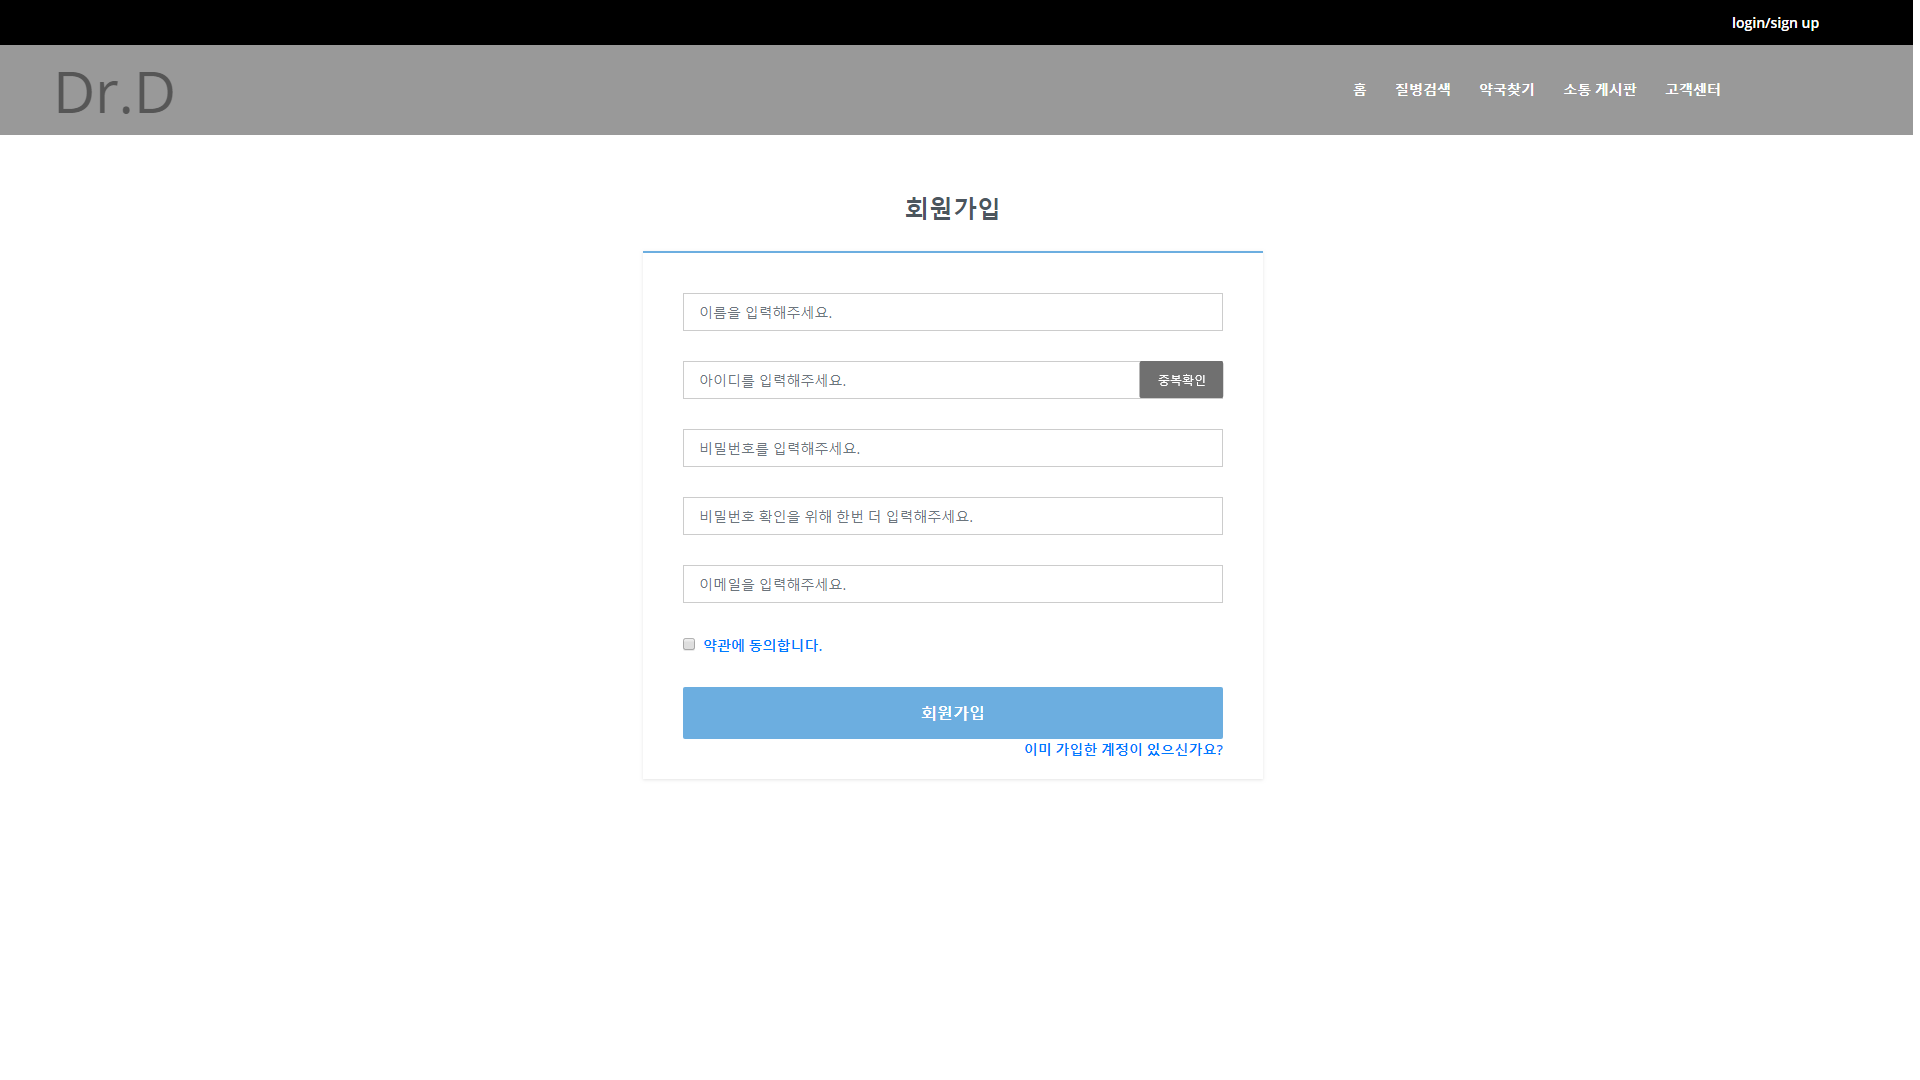 login/sign up
Dr.D
홈 질병검색 약국찾기 소통 게시판 고객센터
회원가입
이름을 입력해주세요.
아이디를 입력해주세요. 중복확인
비밀번호를 입력해주세요.
비밀번호 확인을 위해 한번 더 입력해주세요.
이메일을 입력해주세요.
약관에 동의합니다.
회원가입
이미 가입한 계정이 있으신가요?